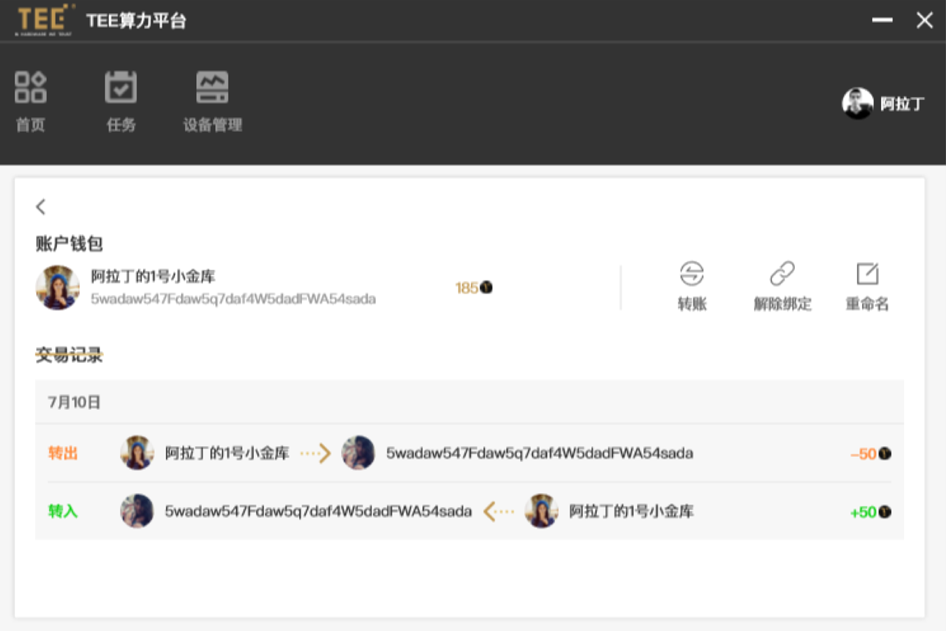 TEE
TEE算力平台
首页
任务
设备管理
阿拉丁
账户钱包
阿拉丁的1号小金库
5wadaw547Fdaw5q7daf4W5dadFWA54sada
185
转账
解除绑定
重命名
交易记录
7月10日
转出
阿拉丁的1号小金库
5wadaw547Fdaw5q7daf4W5dadFWA54sada
-50
转入
5wadaw547Fdaw5q7daf4W5dadFWA54sada
阿拉丁的1号小金库
+50